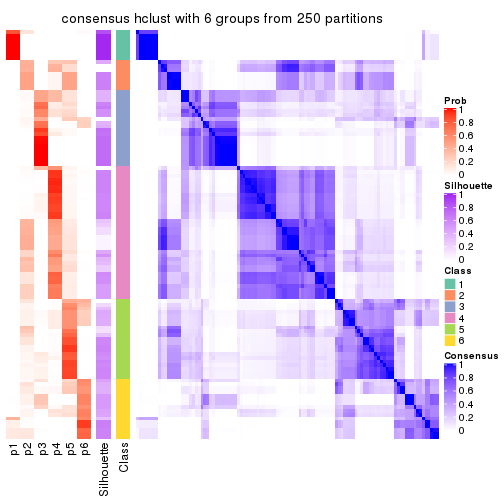 consensus hclust with 6 groups from 250 partitions
Prob
1
0.8
0.6
0.4
0.2
0
Silhouette
1
0.8
0.6
0.4
0.2
0
Class
1
2
3
4
5
6
Consensus
1
0.8
0.6
0.4
0.2
0
p1
p2
p3
p4
p5
p6
Silhouette
Class